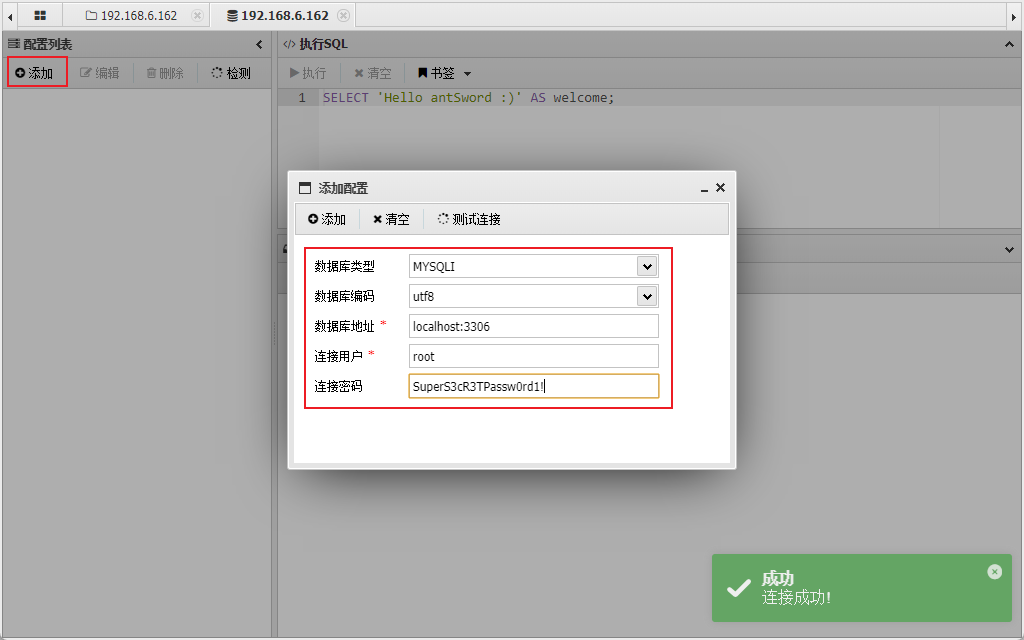 192.168.6.162
192.168.6.162
配置列表
执行SQL
添加 编辑 删除 检测
执行 清空 书签
1 SELECT 'Hello antSword :)' AS welcome;
添加配置
添加 清空 测试连接
数据库类型 MYSQLI
数据库编码 utf8
数据库地址 * localhost:3306
连接用户 * root
连接密码 SuperS3cR3TPassw0rd1!
成功
连接成功!